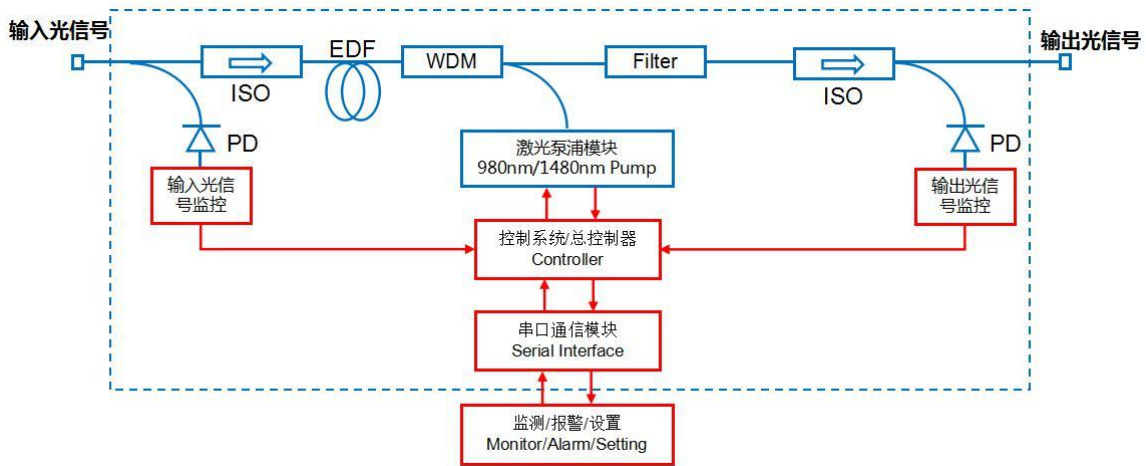 输入光信号
输出光信号
EDF
WDM
Filter
ISO
ISO
PD
PD
激光泵浦模块
980nm/1480nm Pump
输入光信
号监控
输出光信
号监控
控制系统/总控制器
Controller
串口通信模块
Serial Interface
监测/报警/设置
Monitor/Alarm/Setting